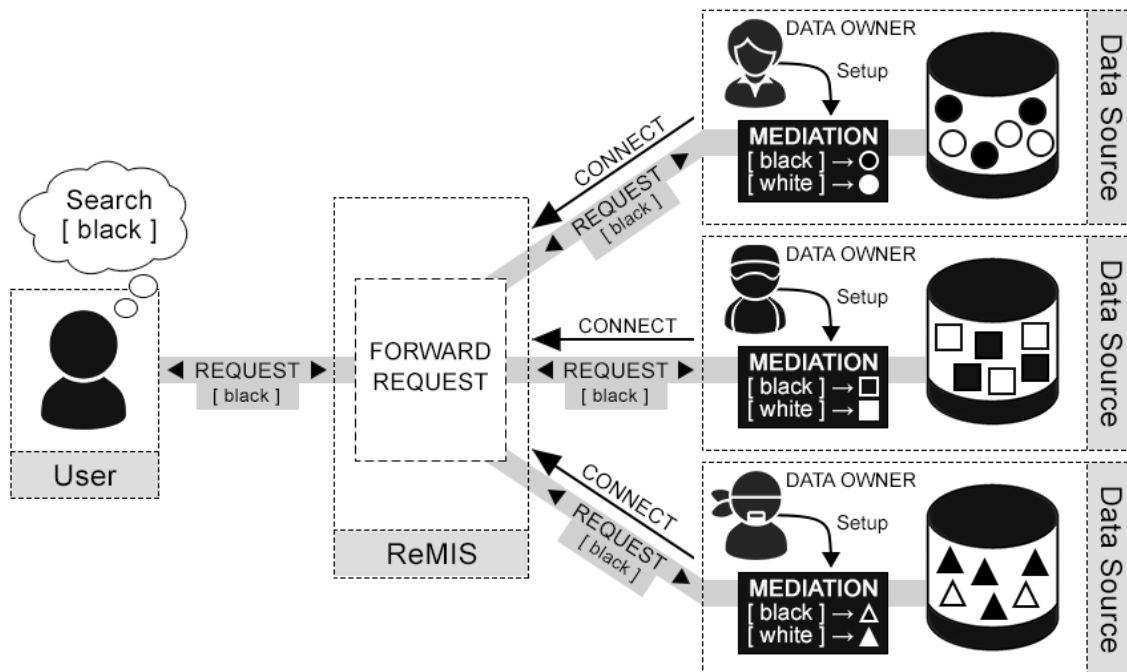 Search
[ black ]
User
REQUEST
[ black ]
FORWARD
REQUEST
ReMIS
CONNECT
REQUEST
[ black ]
CONNECT
REQUEST
[ black ]
CONNECT
REQUEST
[ black ]
DATA OWNER
Setup
MEDIATION
[ black ] →
[ white ] →
Data Source
DATA OWNER
Setup
MEDIATION
[ black ] →
[ white ] →
Data Source
DATA OWNER
Setup
MEDIATION
[ black ] →
[ white ] →
Data Source